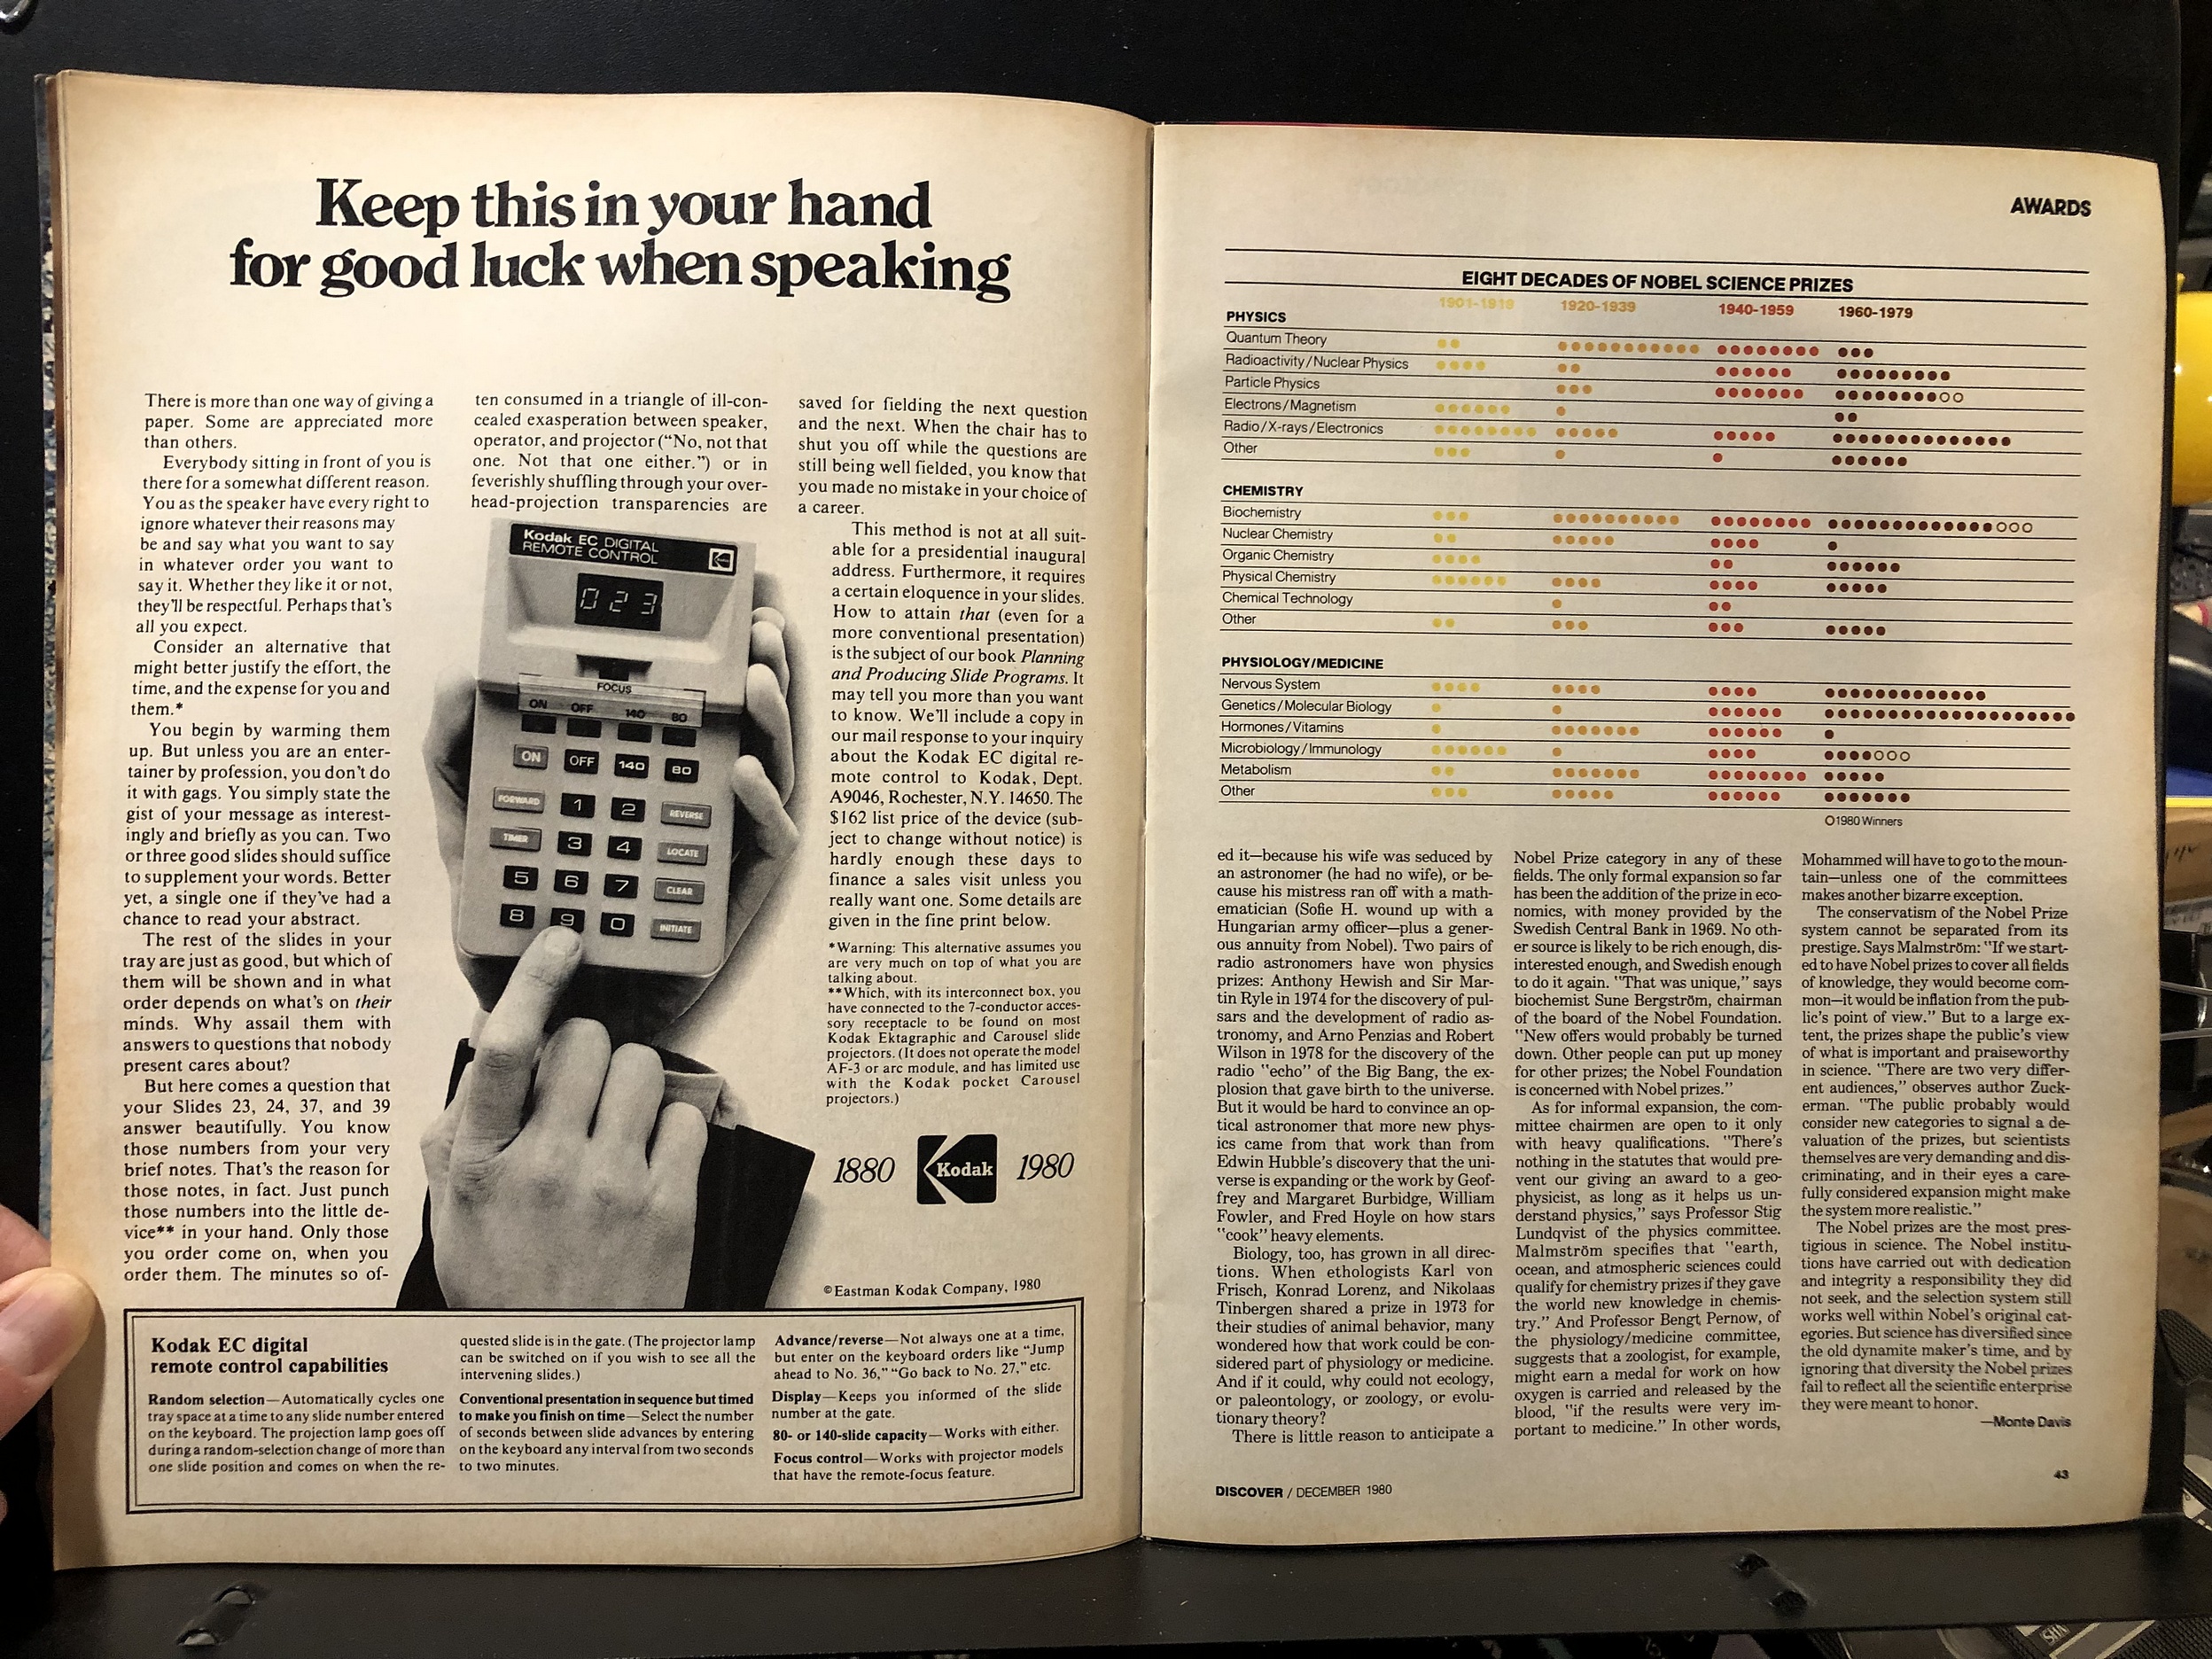 Keep this in your hand
for good luck when speaking
There is more than one way of giving a
paper. Some are appreciated more
than others.
Everybody sitting in front of you is
there for a somewhat different reason.
You as the speaker have every right to
ignore whatever their reasons may
be and say what you want to say
in whatever order you want to
say it. Whether they like it or not,
they'll be respectful. Perhaps that's
all you expect.
Consider an alternative that
might better justify the effort, the
time, and the expense for you and
them.*
You begin by warming them
up. But unless you are an enter-
tainer by profession, you don't do
it with gags. You simply state the
gist of your message as interest-
ingly and briefly as you can. Two
or three good slides should suffice
to supplement your words. Better
yet, a single one if they've had a
chance to read your abstract.
The rest of the slides in your
tray are just as good, but which of
them will be shown and in what
order depends on what's on their
minds. Why assail them with
answers to questions that nobody
present cares about?
But here comes a question that
your Slides 23, 24, 37, and 39
answer beautifully. You know
those numbers from your very
brief notes. That's the reason for
those notes, in fact. Just punch
those numbers into the little de-
vice** in your hand. Only those
you order come on, when you
order them. The minutes so of-
ten consumed in a triangle of ill-con-
cealed exasperation between speaker,
operator, and projector ("No, not that
one. Not that one either.") or in
feverishly shuffling through your over-
head-projection transparencies are
saved for fielding the next question
and the next. When the chair has to
shut you off while the questions are
still being well fielded, you know that
you made no mistake in your choice of
a career.
This method is not at all suit-
able for a presidential inaugural
address. Furthermore, it requires
a certain eloquence in your slides.
How to attain that (even for a
more conventional presentation)
is the subject of our book Planning
and Producing Slide Programs. It
may tell you more than you want
to know. We'll include a copy in
our mail response to your inquiry
about the Kodak EC digital re-
mote control to Kodak, Dept.
A9046, Rochester, N.Y. 14650. The
$162 list price of the device (sub-
ject to change without notice) is
hardly enough these days to
finance a sales visit unless you
really want one. Some details are
given in the fine print below.
*Warning: This alternative assumes you
are very much on top of what you are
talking about.
**Which, with its interconnect box, you
have connected to the 7-conductor acces-
sory receptacle to be found on most
Kodak Ektagraphic and Carousel slide
projectors. (It does not operate the model
AF-3 or arc module, and has limited use
with the Kodak pocket Carousel
projectors.)
Kodak EC DIGITAL
REMOTE CONTROL
023
FOCUS
ON OFF 140 80
ON OFF 140 80
FORWARD 1 2 REVERSE
TIMER 3 4 LOCATE
5 6 7 CLEAR
8 9 0 INITIATE
1880 Kodak 1980
©Eastman Kodak Company, 1980
Kodak EC digital
remote control capabilities
Random selection—Automatically cycles one
tray space at a time to any slide number entered
on the keyboard. The projection lamp goes off
during a random-selection change of more than
one slide position and comes on when the re-
quested slide is in the gate. (The projector lamp
can be switched on if you wish to see all the
intervening slides.)
Conventional presentation in sequence but timed
to make you finish on time—Select the number
of seconds between slide advances by entering
on the keyboard any interval from two seconds
to two minutes.
Advance/reverse—Not always one at a time,
but enter on the keyboard orders like "Jump
ahead to No. 36," "Go back to No. 27," etc.
Display—Keeps you informed of the slide
number at the gate.
80- or 140-slide capacity—Works with either.
Focus control—Works with projector models
that have the remote-focus feature.
AWARDS
EIGHT DECADES OF NOBEL SCIENCE PRIZES
1901-1919 1920-1939 1940-1959 1960-1979
PHYSICS
Quantum Theory
Radioactivity/Nuclear Physics
Particle Physics
Electrons/Magnetism
Radio/X-rays/Electronics
Other
CHEMISTRY
Biochemistry
Nuclear Chemistry
Organic Chemistry
Physical Chemistry
Chemical Technology
Other
PHYSIOLOGY/MEDICINE
Nervous System
Genetics/Molecular Biology
Hormones/Vitamins
Microbiology/Immunology
Metabolism
Other
O 1980 Winners
ed it—because his wife was seduced by
an astronomer (he had no wife), or be-
cause his mistress ran off with a math-
ematician (Sofie H. wound up with a
Hungarian army officer—plus a gener-
ous annuity from Nobel). Two pairs of
radio astronomers have won physics
prizes: Anthony Hewish and Sir Mar-
tin Ryle in 1974 for the discovery of pul-
sars and the development of radio as-
tronomy, and Arno Penzias and Robert
Wilson in 1978 for the discovery of the
radio "echo" of the Big Bang, the ex-
plosion that gave birth to the universe.
But it would be hard to convince an op-
tical astronomer that more new phys-
ics came from that work than from
Edwin Hubble's discovery that the uni-
verse is expanding or the work by Geof-
frey and Margaret Burbidge, William
Fowler, and Fred Hoyle on how stars
"cook" heavy elements.
Biology, too, has grown in all direc-
tions. When ethologists Karl von
Frisch, Konrad Lorenz, and Nikolaas
Tinbergen shared a prize in 1973 for
their studies of animal behavior, many
wondered how that work could be con-
sidered part of physiology or medicine.
And if it could, why could not ecology,
or paleontology, or zoology, or evolu-
tionary theory?
There is little reason to anticipate a
Nobel Prize category in any of these
fields. The only formal expansion so far
has been the addition of the prize in eco-
nomics, with money provided by the
Swedish Central Bank in 1969. No oth-
er source is likely to be rich enough, dis-
interested enough, and Swedish enough
to do it again. "That was unique," says
biochemist Sune Bergström, chairman
of the board of the Nobel Foundation.
"New offers would probably be turned
down. Other people can put up money
for other prizes; the Nobel Foundation
is concerned with Nobel prizes."
As for informal expansion, the com-
mittee chairmen are open to it only
with heavy qualifications. "There's
nothing in the statutes that would pre-
vent our giving an award to a geo-
physicist, as long as it helps us un-
derstand physics," says Professor Stig
Lundqvist of the physics committee.
Malmström specifies that "earth,
ocean, and atmospheric sciences could
qualify for chemistry prizes if they gave
the world new knowledge in chemis-
try." And Professor Bengt Pernow, of
the physiology/medicine committee,
suggests that a zoologist, for example,
might earn a medal for work on how
oxygen is carried and released by the
blood, "if the results were very im-
portant to medicine." In other words,
Mohammed will have to go to the moun-
tain—unless one of the committees
makes another bizarre exception.
The conservatism of the Nobel Prize
system cannot be separated from its
prestige. Says Malmström: "If we start-
ed to have Nobel prizes to cover all fields
of knowledge, they would become com-
mon—it would be inflation from the pub-
lic's point of view." But to a large ex-
tent, the prizes shape the public's view
of what is important and praiseworthy
in science. "There are two very differ-
ent audiences," observes author Zuck-
erman. "The public probably would
consider new categories to signal a de-
valuation of the prizes, but scientists
themselves are very demanding and dis-
criminating, and in their eyes a care-
fully considered expansion might make
the system more realistic."
The Nobel prizes are the most pres-
tigious in science. The Nobel institu-
tions have carried out with dedication
and integrity a responsibility they did
not seek, and the selection system still
works well within Nobel's original cat-
egories. But science has diversified since
the old dynamite maker's time, and by
ignoring that diversity the Nobel prizes
fail to reflect all the scientific enterprise
they were meant to honor.
—Monte Davis
43
DISCOVER / DECEMBER 1980